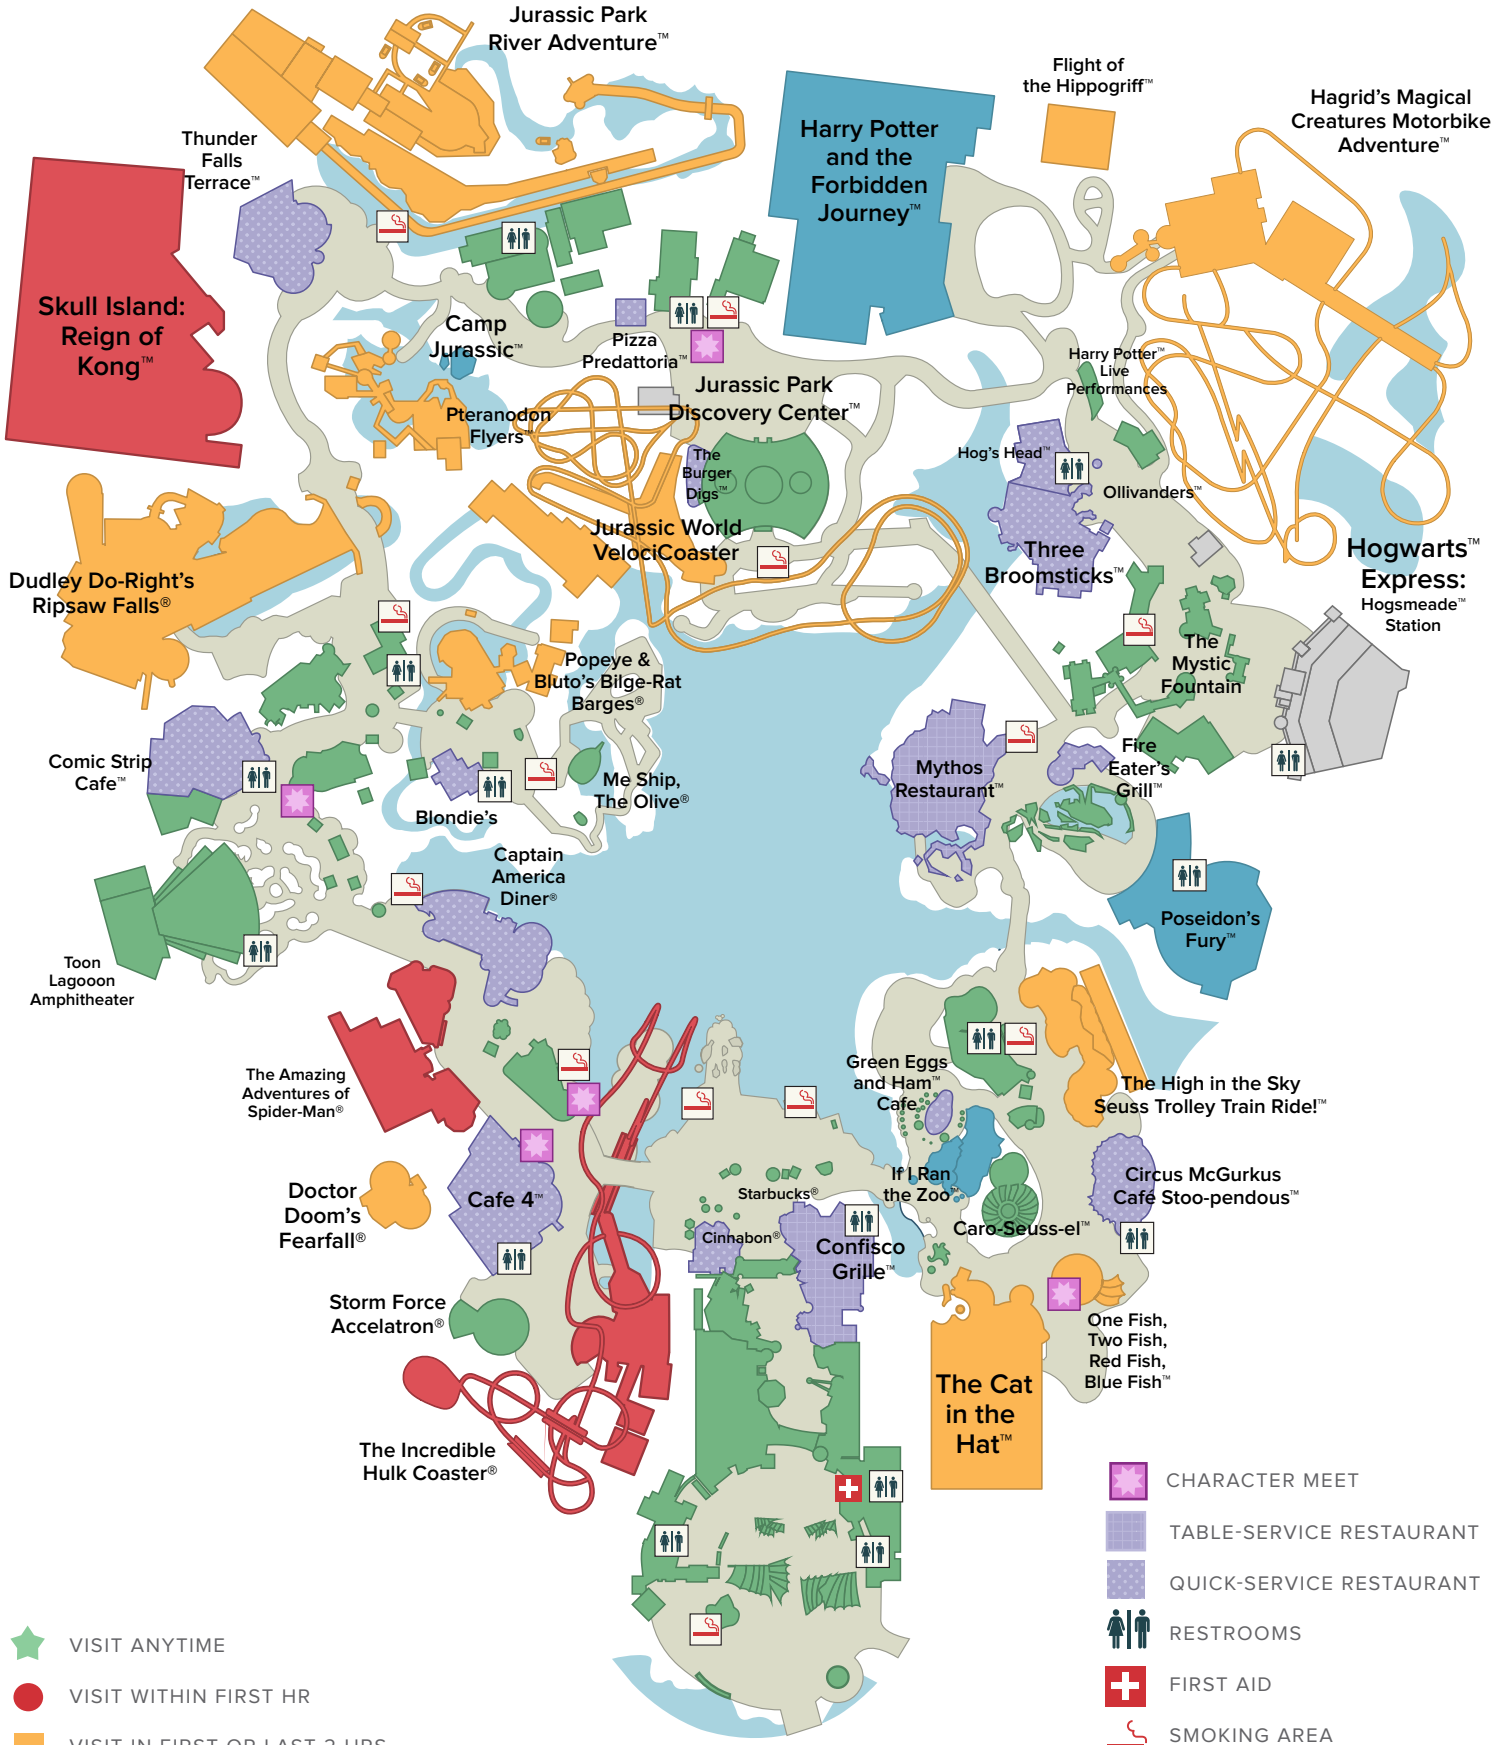 Jurassic Park
River Adventure™
Flight of
the Hippogriff™
Hagrid's Magical
Creatures Motorbike
Adventure™
Harry Potter
and the
Forbidden
Journey™
Thunder
Falls
Terrace™
Skull Island:
Reign of
Kong™
Camp
Jurassic™
Pizza
Predattoria™
Harry Potter™
Live
Performances
Jurassic Park
Discovery Center™
Pteranodon
Flyers™
The
Burger
Digs™
Hog's Head™
Ollivanders™
Jurassic World
VelociCoaster
Three
Broomsticks™
Hogwarts™
Express:
Hogsmeade™
Station
Dudley Do-Right's
Ripsaw Falls®
The
Mystic
Fountain
Popeye &
Bluto's Bilge-Rat
Barges®
Comic Strip
Cafe™
Me Ship,
The Olive®
Blondie's
Mythos
Restaurant™
Fire
Eater's
Grill™
Captain
America
Diner®
Poseidon's
Fury™
Toon
Lagooon
Amphitheater
The Amazing
Adventures of
Spider-Man®
Green Eggs
and Ham™
Cafe
The High in the Sky
Seuss Trolley Train Ride!™
If I Ran
the Zoo™
Circus McGurkus
Café Stoo-pendous™
Starbucks®
Doctor
Doom's
Fearfall®
Cafe 4™
Cinnabon®
Confisco
Grille™
Caro-Seuss-el™
Storm Force
Accelatron®
One Fish,
Two Fish,
Red Fish,
Blue Fish™
The Cat
in the
Hat™
The Incredible
Hulk Coaster®
CHARACTER MEET
TABLE-SERVICE RESTAURANT
QUICK-SERVICE RESTAURANT
RESTROOMS
FIRST AID
SMOKING AREA
VISIT ANYTIME
VISIT WITHIN FIRST HR
VISIT IN FIRST OR LAST 2 HRS